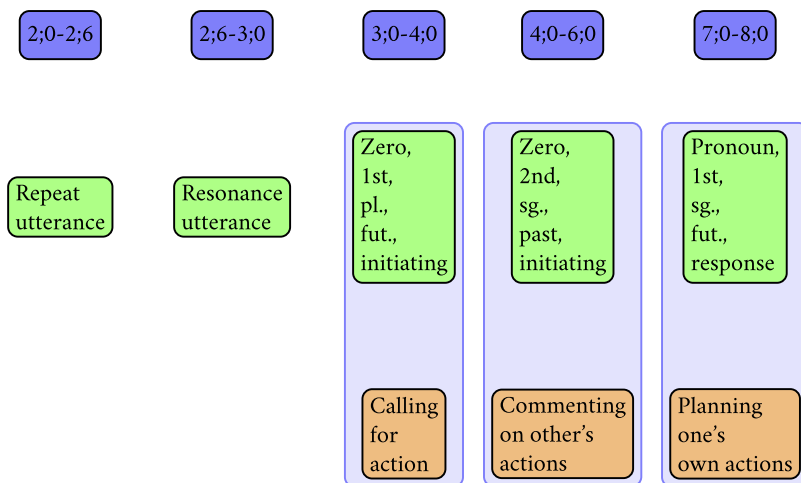 2;0-2;6
2;6-3;0
3;0-4;0
4;0-6;0
7;0-8;0
Repeat
utterance
Resonance
utterance
Zero,
1st,
pl.,
fut.,
initiating
Zero,
2nd,
sg.,
past,
initiating
Pronoun,
1st,
sg.,
fut.,
response
Calling
for
action
Commenting
on other’s
actions
Planning
one’s
own actions